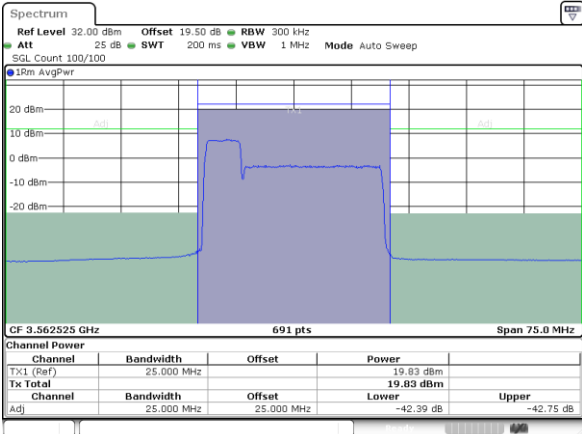 Spectrum
Ref Level 32.00 dBm Offset 19.50 dB RBW 300 kHz
Att 25 dB SWT 200 ms VBW 1 MHz Mode Auto Sweep
SGL Count 100/100
1Rm AvgPwr
TX1
20 dBm
Adj Adj
10 dBm
0 dBm
-10 dBm
-20 dBm
CF 3.562525 GHz 691 pts Span 75.0 MHz
Channel Power
Channel Bandwidth Offset Power
TX1 (Ref) 25.000 MHz 19.83 dBm
Tx Total 19.83 dBm
Channel Bandwidth Offset Lower Upper
Adj 25.000 MHz 25.000 MHz -42.39 dB -42.75 dB
Ready